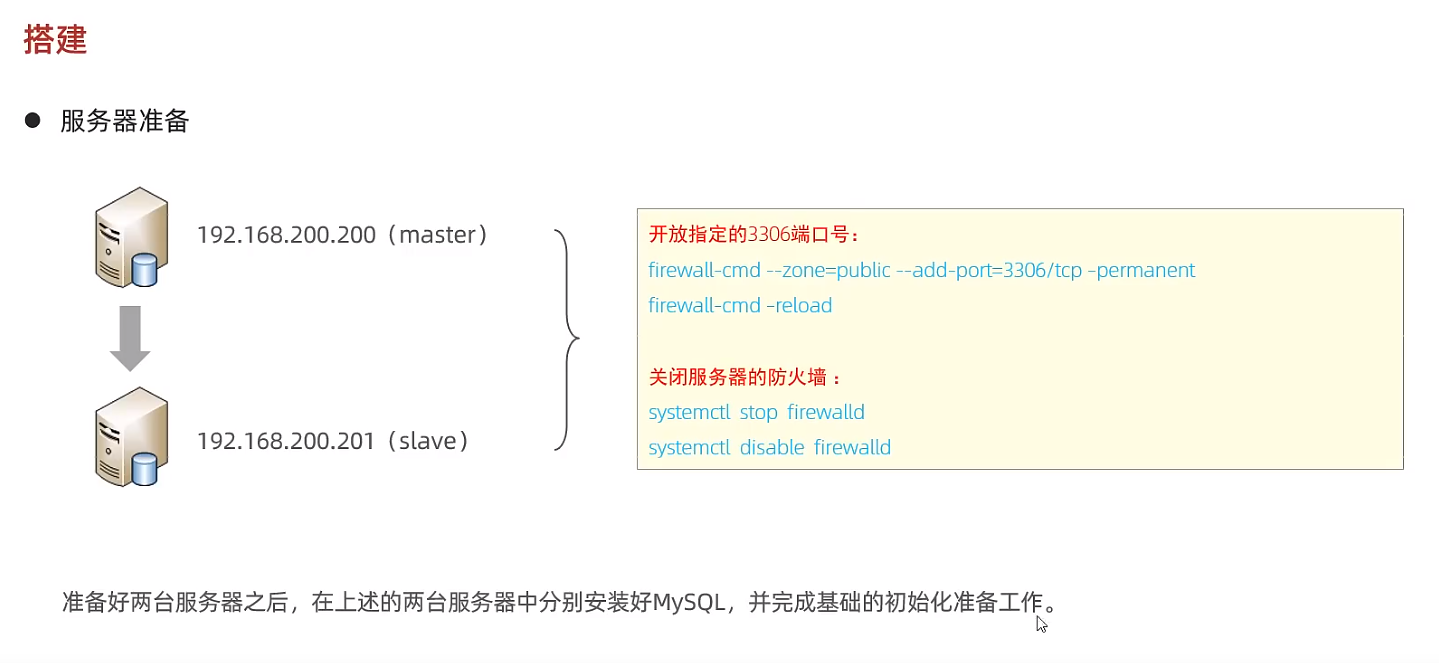 搭建
● 服务器准备
192.168.200.200（master）
192.168.200.201（slave）
开放指定的3306端口号：
firewall-cmd --zone=public --add-port=3306/tcp –permanent
firewall-cmd –reload
关闭服务器的防火墙：
systemctl stop firewalld
systemctl disable firewalld
准备好两台服务器之后，在上述的两台服务器中分别安装好MySQL，并完成基础的初始化准备工作。